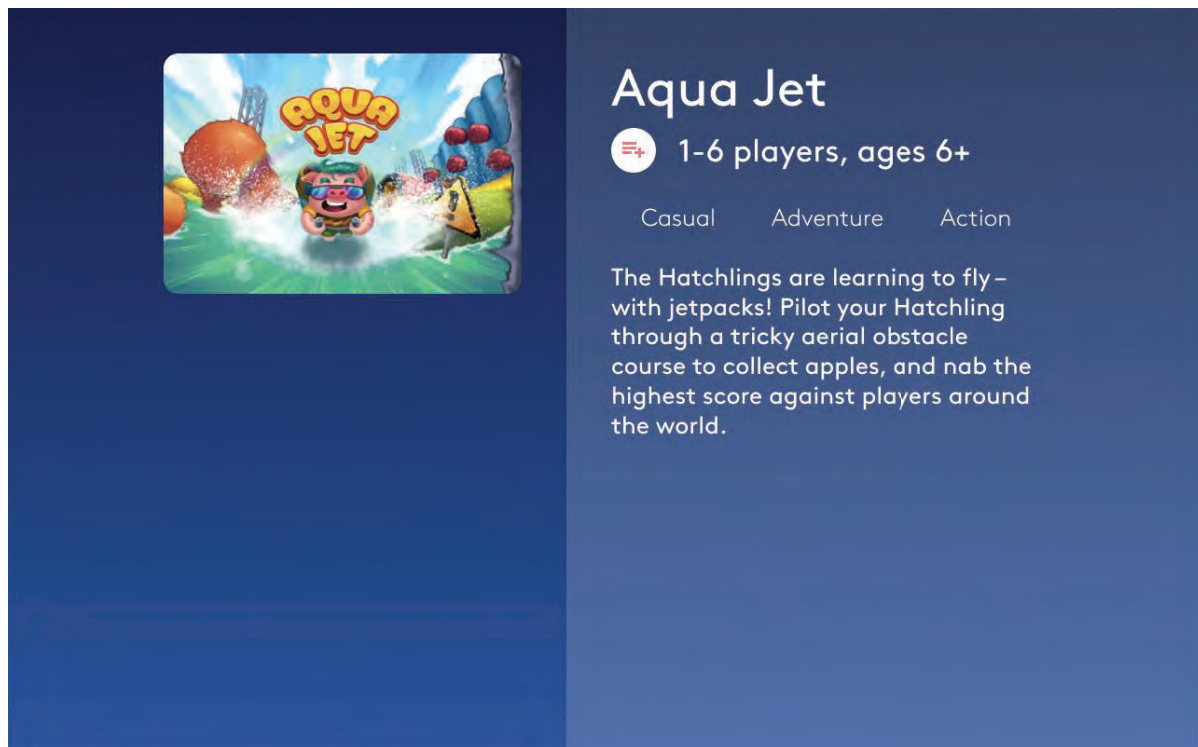 AQUA
JET
Aqua Jet
1-6 players, ages 6+
Casual Adventure Action
The Hatchlings are learning to fly –
with jetpacks! Pilot your Hatchling
through a tricky aerial obstacle
course to collect apples, and nab the
highest score against players around
the world.